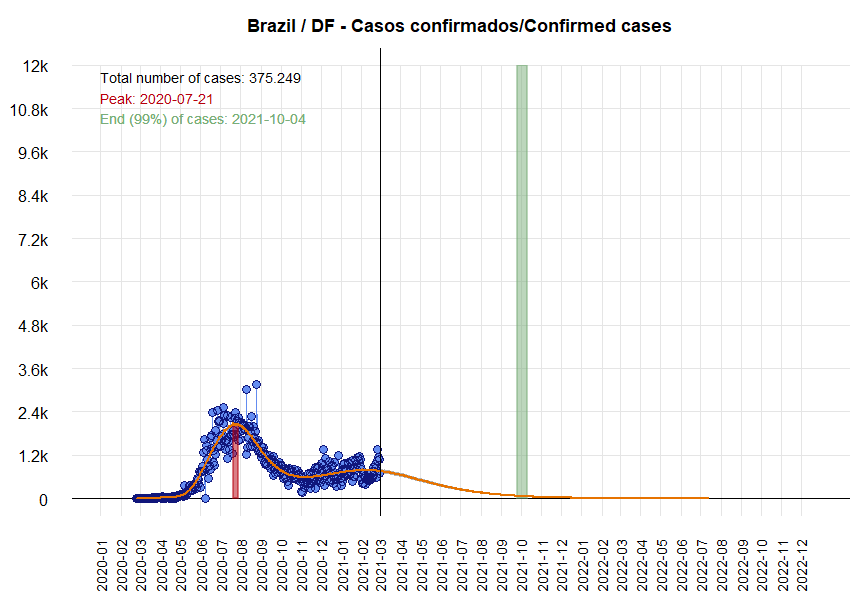 Brazil / DF - Casos confirmados/Confirmed cases
12k
Total number of cases: 375.249
Peak: 2020-07-21
10.8k
End (99%) of cases: 2021-10-04
9.6k
8.4k
7.2k
6k
4.8k
3.6k
2.4k
1.2k
0
2020-01
2020-02
2020-03
2020-04
2020-05
2020-06
2020-07
2020-08
2020-09
2020-10
2020-11
2020-12
2021-01
2021-02
2021-03
2021-04
2021-05
2021-06
2021-07
2021-08
2021-09
2021-10
2021-11
2021-12
2022-01
2022-02
2022-03
2022-04
2022-05
2022-06
2022-07
2022-08
2022-09
2022-10
2022-11
2022-12